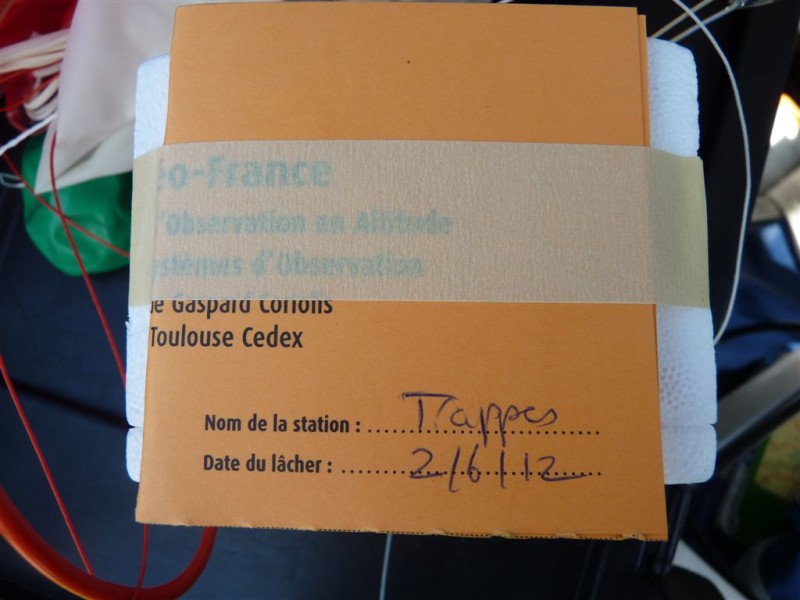 éo-France
d'Observation en Altitude
ystèmes d'Observation
ue Gaspard Coriolis
Toulouse Cedex
Nom de la station : Trappes
Date du lâcher : 2/6/12